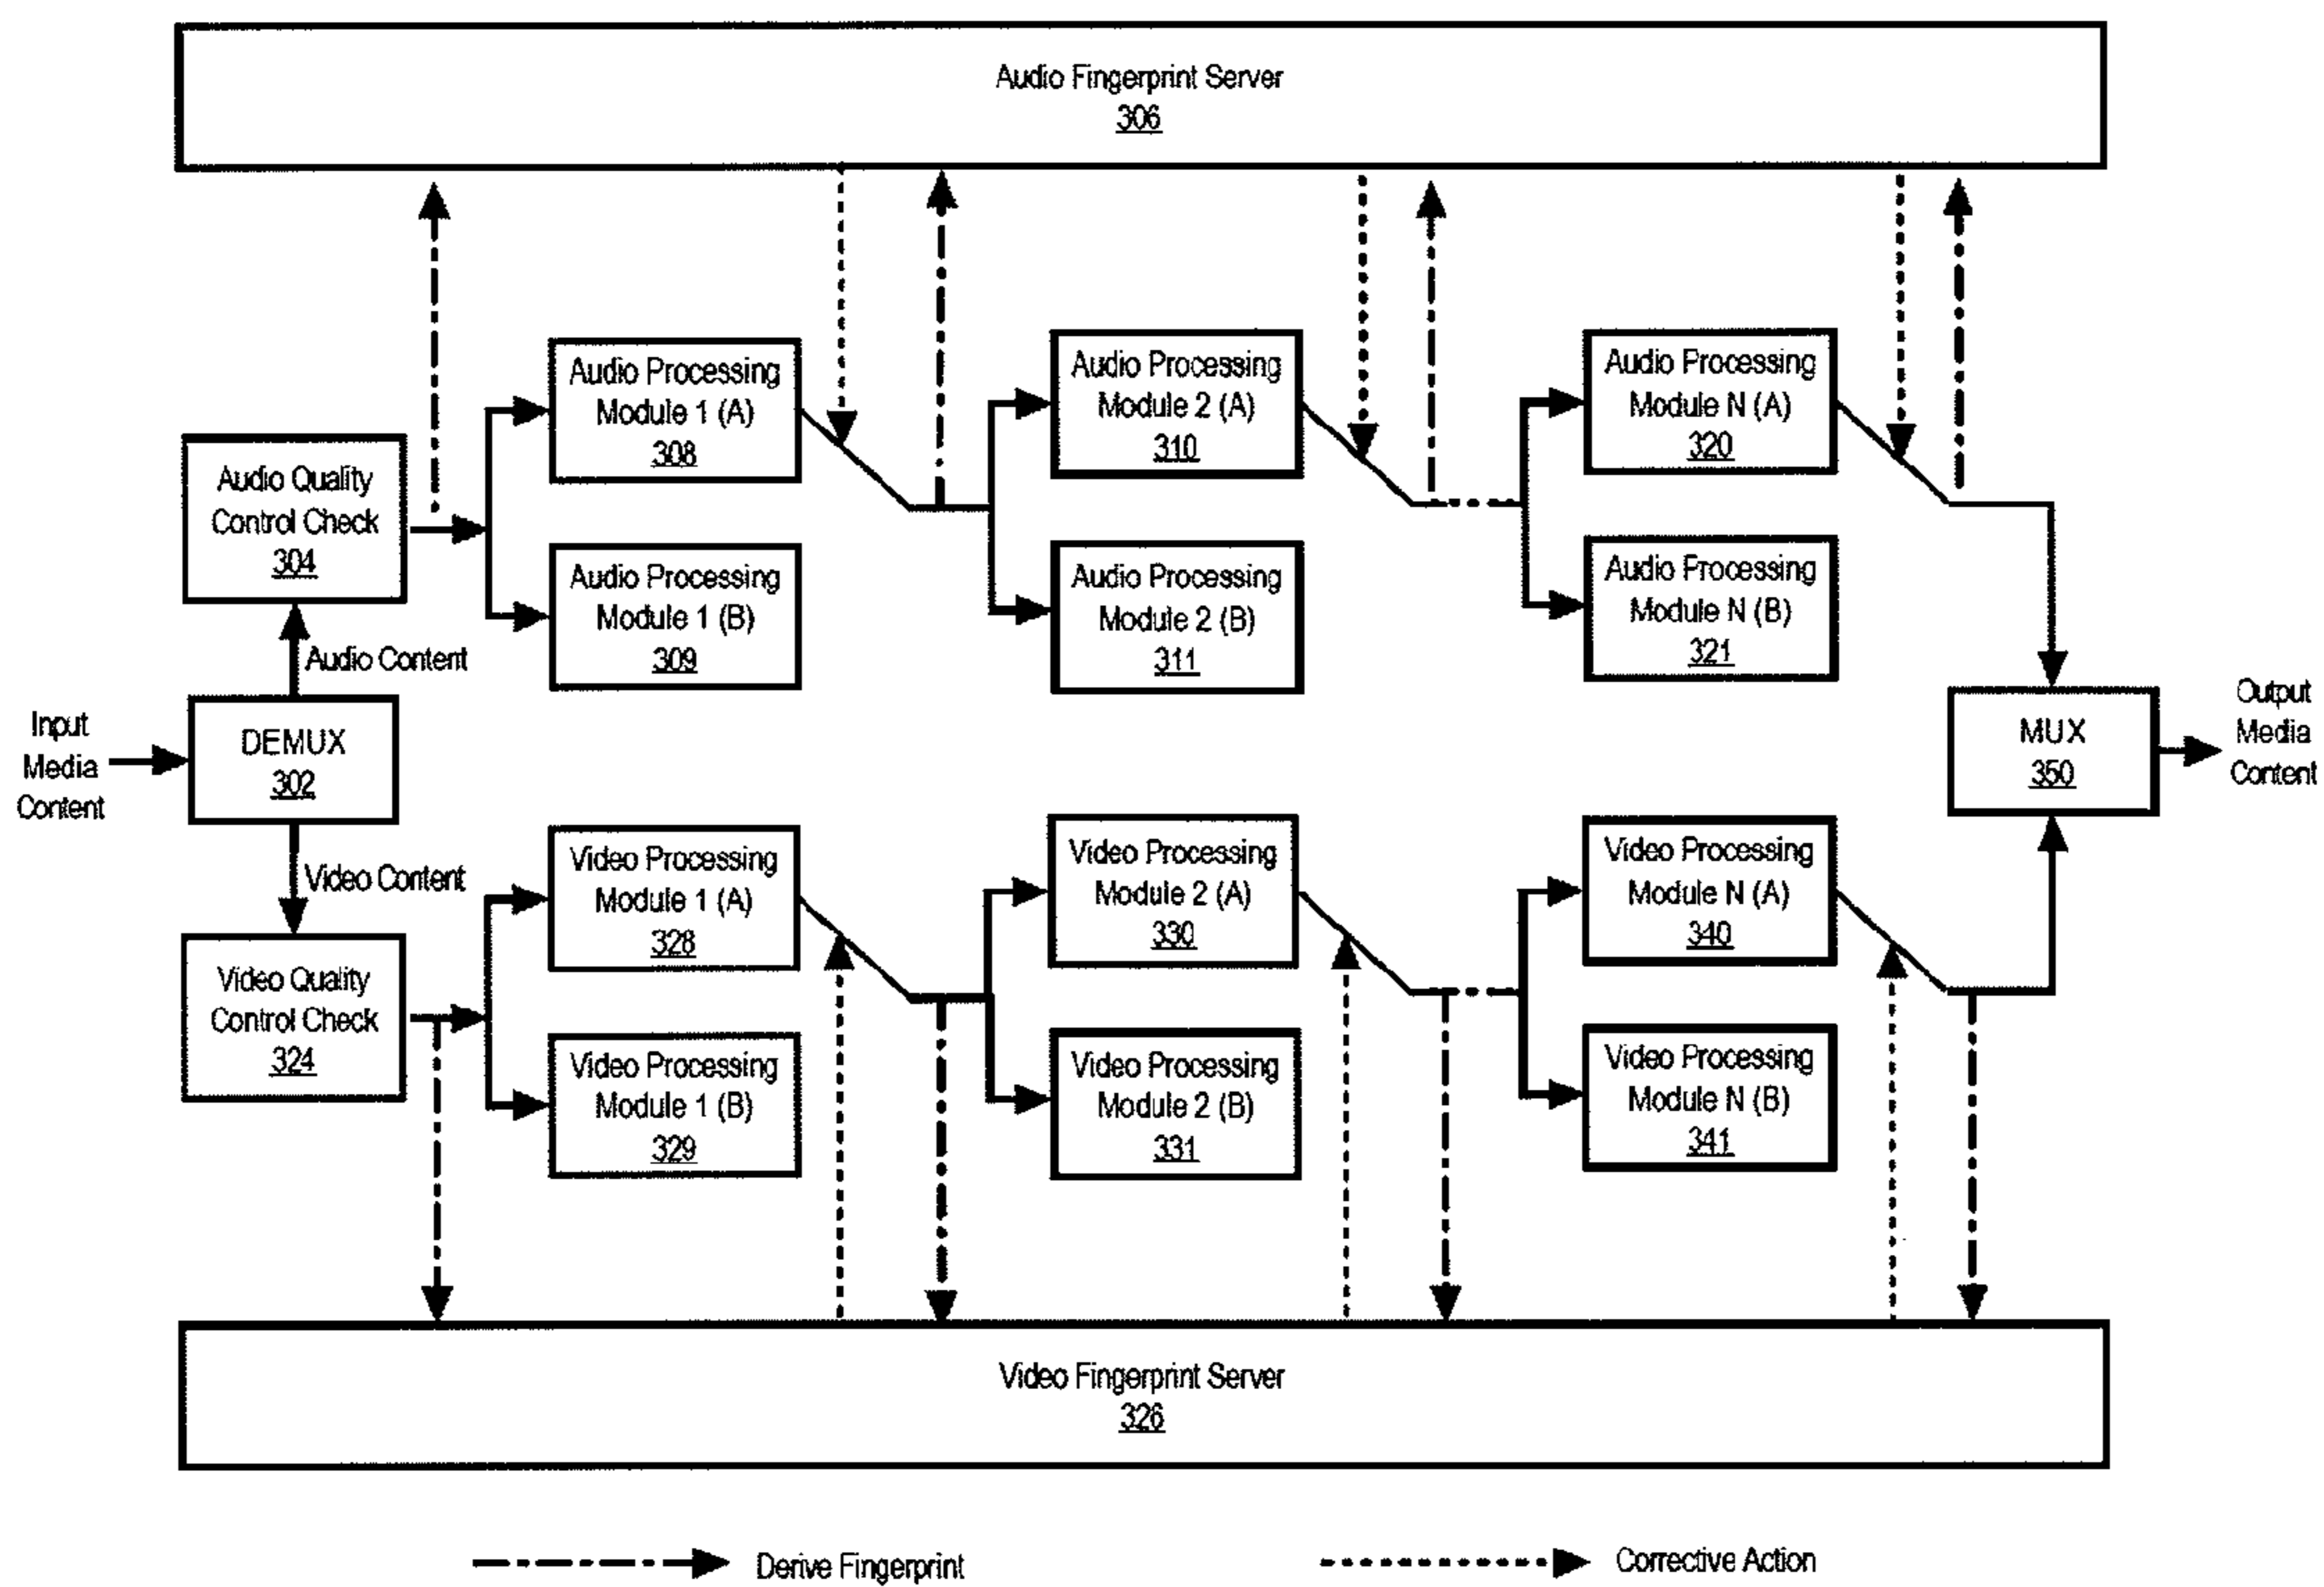 Audio Fingerprint Server
306
Audio Processing
Module 1 (A)
308
Audio Processing
Module 2 (A)
310
Audio Processing
Module N (A)
320
Audio Quality
Control Check
304
Audio Processing
Module 1 (B)
309
Audio Processing
Module 2 (B)
311
Audio Processing
Module N (B)
321
Audio Content
Input
Media
Content
DEMUX
302
MUX
350
Output
Media
Content
Video Content
Video Processing
Module 1 (A)
328
Video Processing
Module 2 (A)
330
Video Processing
Module N (A)
340
Video Quality
Control Check
324
Video Processing
Module 1 (B)
329
Video Processing
Module 2 (B)
331
Video Processing
Module N (B)
341
Video Fingerprint Server
326
Derive Fingerprint
Corrective Action